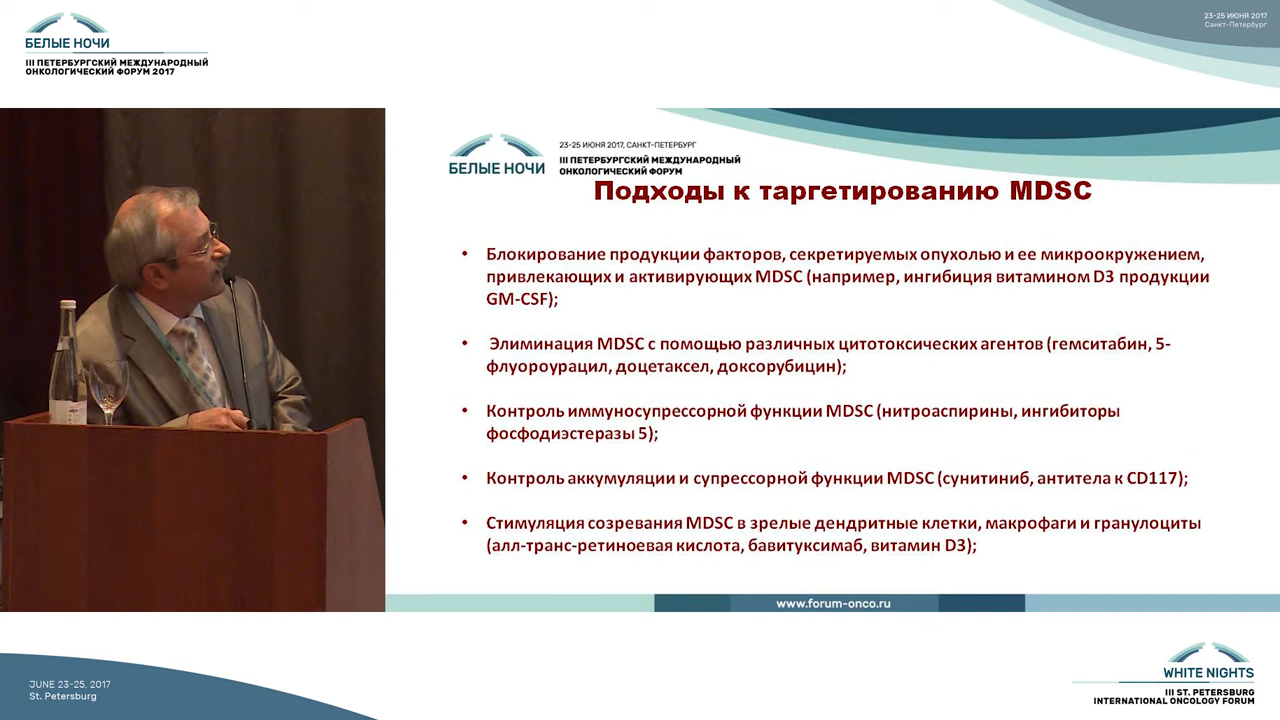 БЕЛЫЕ НОЧИ
III ПЕТЕРБУРГСКИЙ МЕЖДУНАРОДНЫЙ
ОНКОЛОГИЧЕСКИЙ ФОРУМ 2017
23-25 ИЮНЯ 2017
Санкт-Петербург
БЕЛЫЕ НОЧИ
23-25 ИЮНЯ 2017, САНКТ-ПЕТЕРБУРГ
III ПЕТЕРБУРГСКИЙ МЕЖДУНАРОДНЫЙ
ОНКОЛОГИЧЕСКИЙ ФОРУМ
Подходы к таргетированию MDSC
• Блокирование продукции факторов, секретируемых опухолью и ее микроокружением,
привлекающих и активирующих MDSC (например, ингибиция витамином D3 продукции
GM-CSF);
• Элиминация MDSC с помощью различных цитотоксических агентов (гемситабин, 5-
флуороурацил, доцетаксел, доксорубицин);
• Контроль иммуносупрессорной функции MDSC (нитроаспирины, ингибиторы
фосфодиэстеразы 5);
• Контроль аккумуляции и супрессорной функции MDSC (сунитиниб, антитела к CD117);
• Стимуляция созревания MDSC в зрелые дендритные клетки, макрофаги и гранулоциты
(алл-транс-ретиноевая кислота, бавитуксимаб, витамин D3);
www.forum-onco.ru
JUNE 23-25, 2017
St. Petersburg
WHITE NIGHTS
III ST. PETERSBURG
INTERNATIONAL ONCOLOGY FORUM